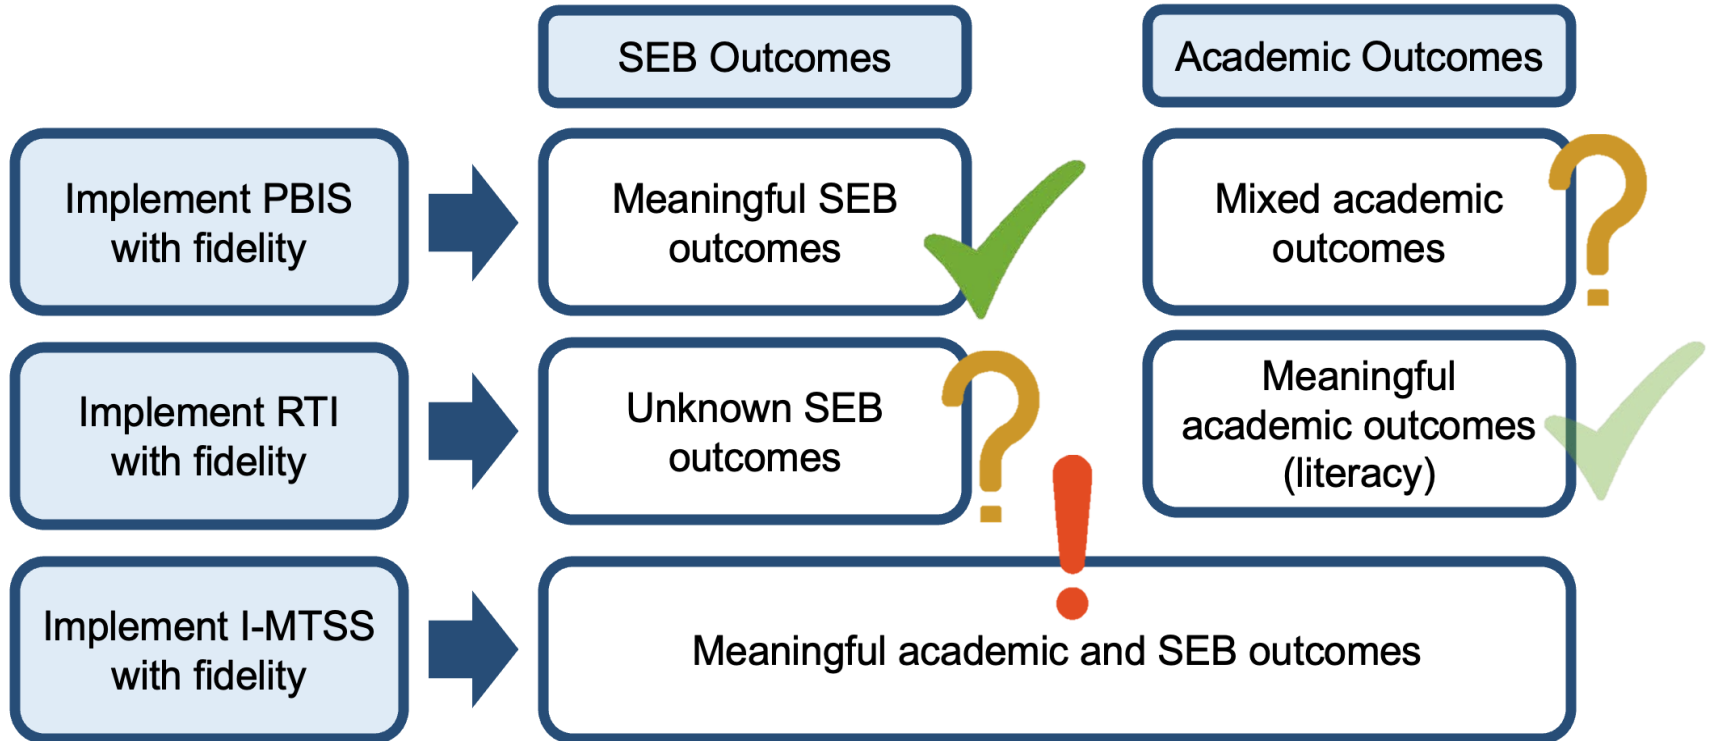 SEB Outcomes
Academic Outcomes
Implement PBIS
with fidelity
Meaningful SEB
outcomes
Mixed academic
outcomes
Implement RTI
with fidelity
Unknown SEB
outcomes
Meaningful
academic outcomes
(literacy)
Implement I-MTSS
with fidelity
Meaningful academic and SEB outcomes